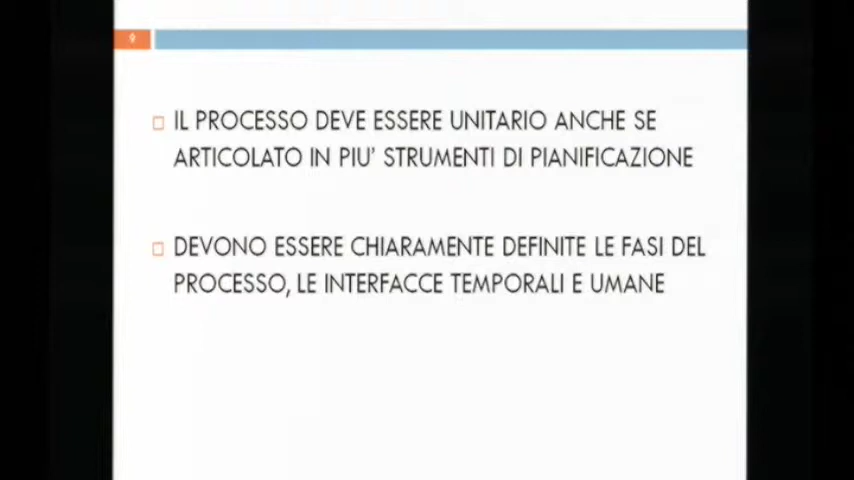 9
IL PROCESSO DEVE ESSERE UNITARIO ANCHE SE
ARTICOLATO IN PIU' STRUMENTI DI PIANIFICAZIONE
DEVONO ESSERE CHIARAMENTE DEFINITE LE FASI DEL
PROCESSO, LE INTERFACCE TEMPORALI E UMANE